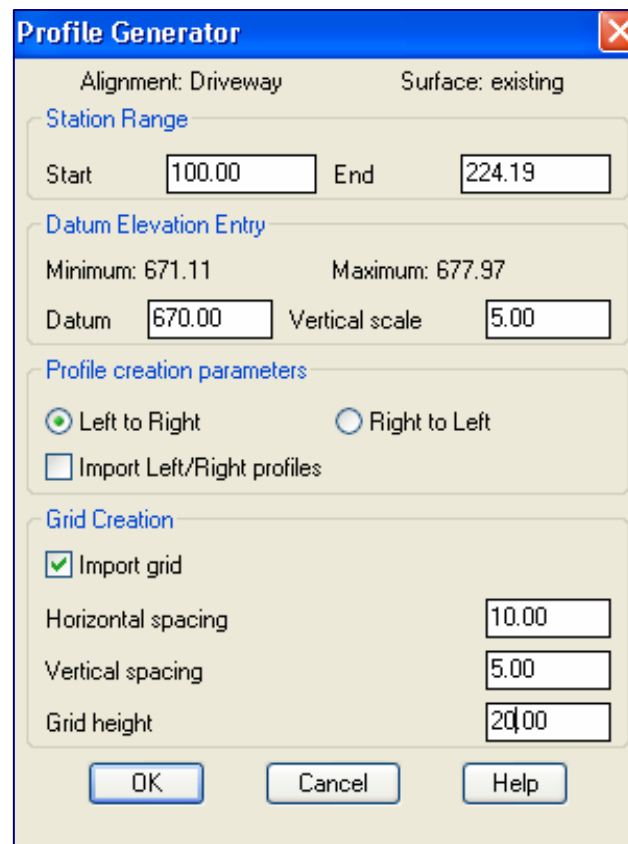 Profile Generator
Alignment: Driveway Surface: existing
Station Range
Start 100.00 End 224.19
Datum Elevation Entry
Minimum: 671.11 Maximum: 677.97
Datum 670.00 Vertical scale 5.00
Profile creation parameters
Left to Right Right to Left
Import Left/Right profiles
Grid Creation
Import grid
Horizontal spacing 10.00
Vertical spacing 5.00
Grid height 20.00
OK Cancel Help